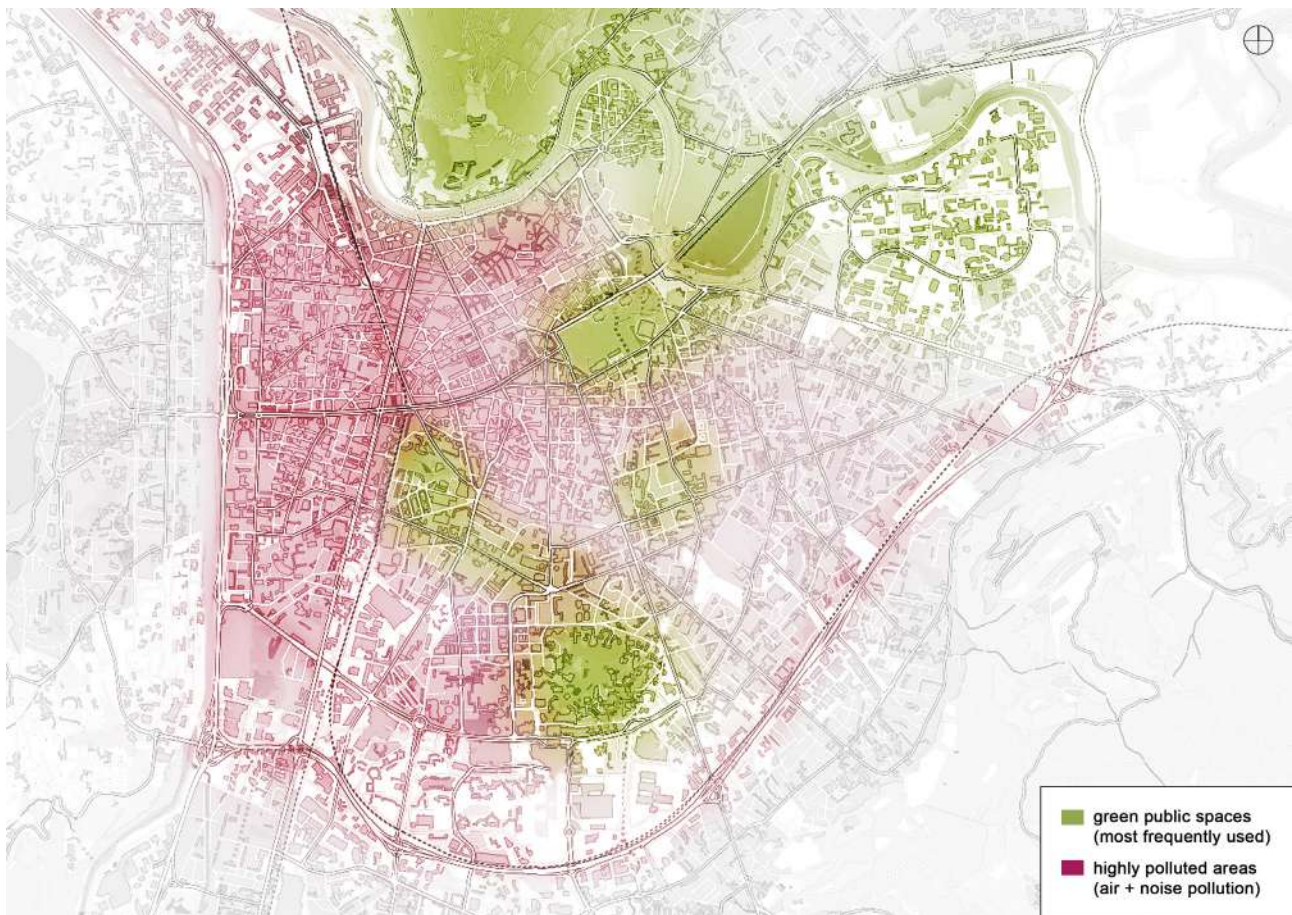 green public spaces
(most frequently used)
highly polluted areas
(air + noise pollution)